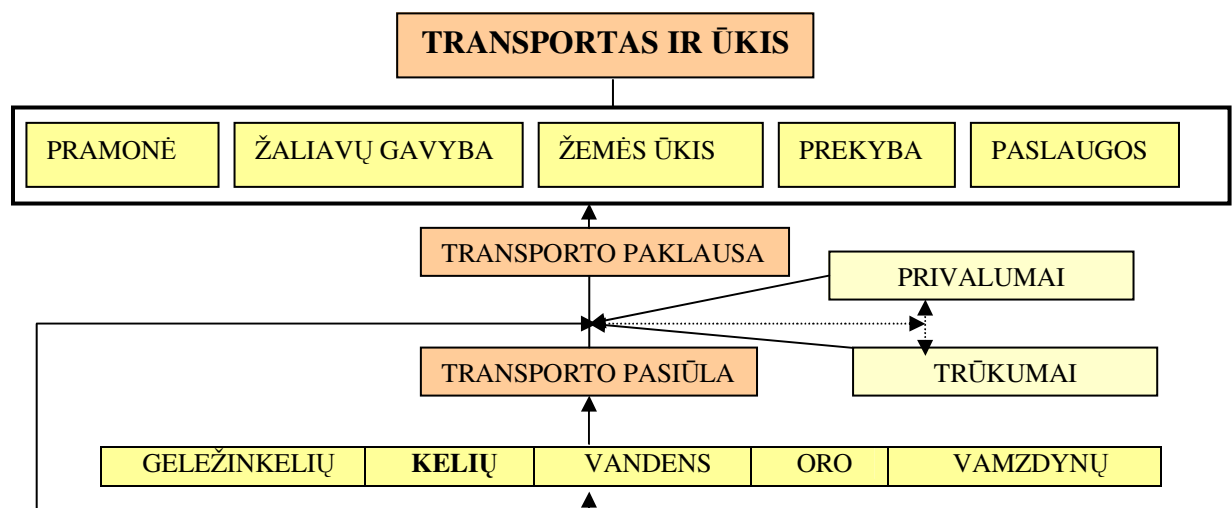 TRANSPORTAS IR ŪKIS
PRAMONĖ
ŽALIAVŲ GAVYBA
ŽEMĖS ŪKIS
PREKYBA
PASLAUGOS
TRANSPORTO PAKLAUSA
PRIVALUMAI
TRANSPORTO PASIŪLA
TRŪKUMAI
GELEŽINKELIŲ
KELIŲ
VANDENS
ORO
VAMZDYNŲ